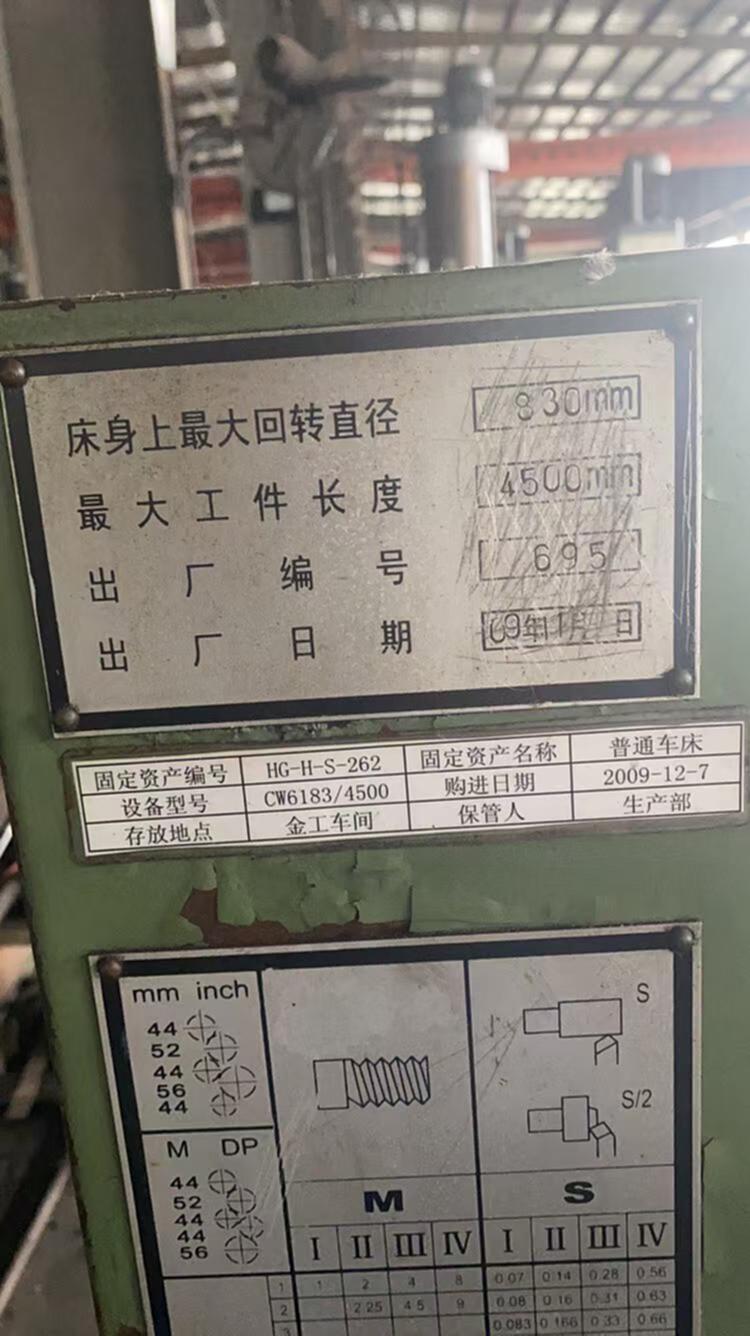 床身上最大回转直径 830mm
最大工件长度 4500mm
出厂编号 695
出厂日期 09年1月 日
固定资产编号 HG-H-S-262 固定资产名称 普通车床
设备型号 CW6183/4500 购进日期 2009-12-7
存放地点 金工车间 保管人 生产部
mm inch
44
52
44
56
44
S
S/2
M DP
44
52
44
44
56
M S
I II III IV I II III IV
1 1 2 4 8 0.07 0.14 0.28 0.56
2 2.25 4.5 9 0.08 0.16 0.31 0.63
3 0.083 0.166 0.33 0.66